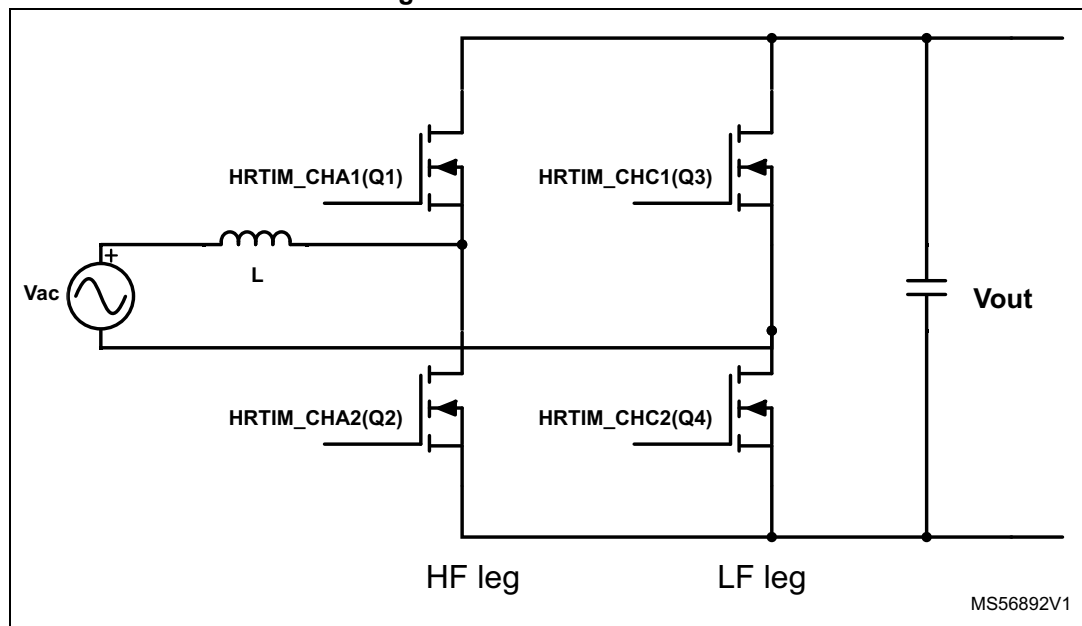 HRTIM_CHA1(Q1)
HRTIM_CHC1(Q3)
+
L
Vac
Vout
HRTIM_CHA2(Q2)
HRTIM_CHC2(Q4)
HF leg
LF leg
MS56892V1